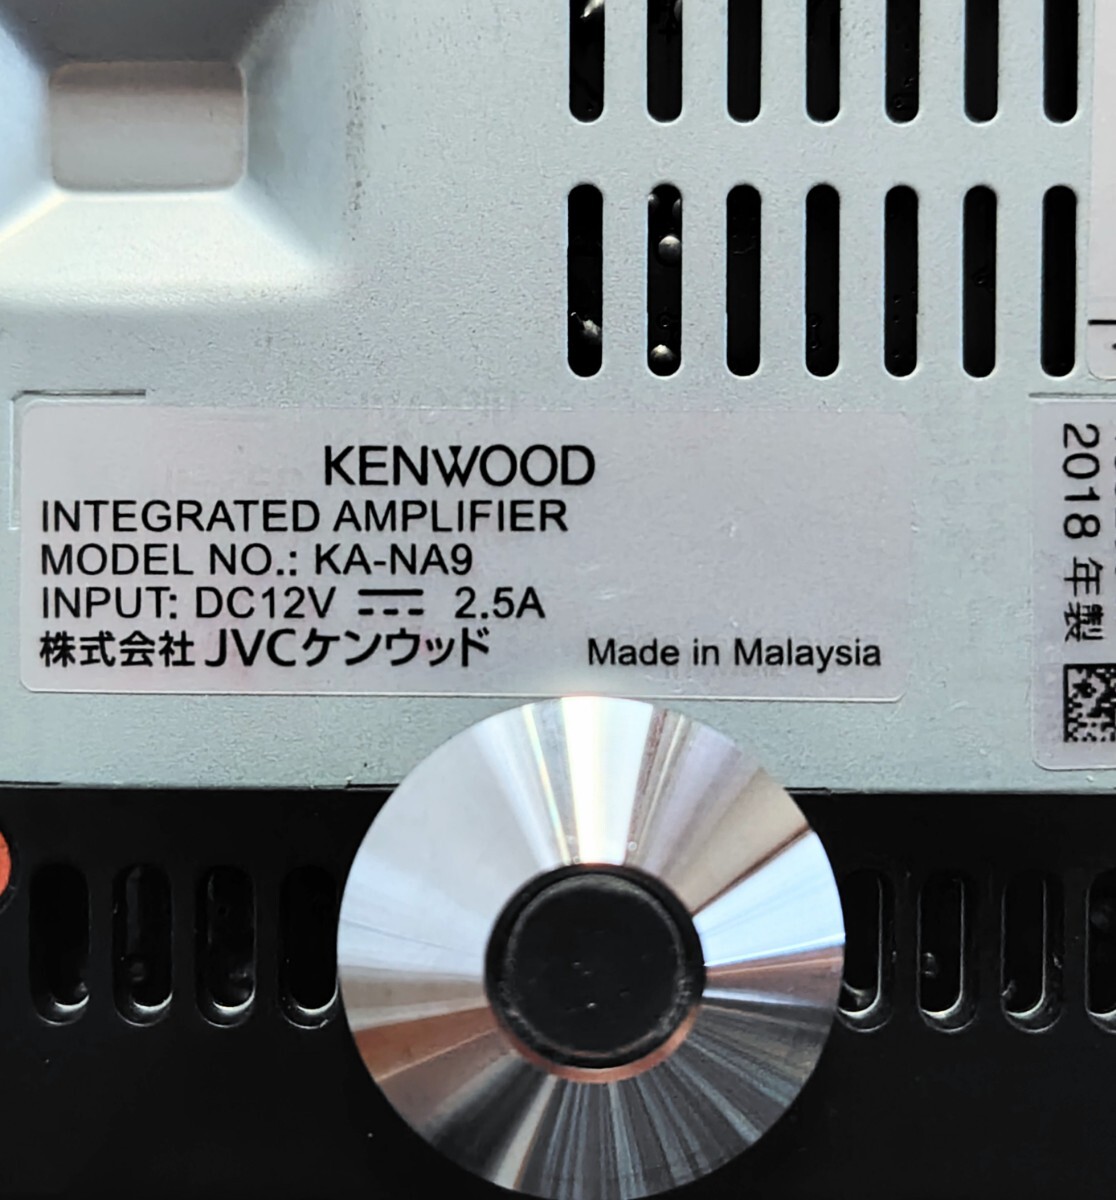 KENWOOD
INTEGRATED AMPLIFIER
MODEL NO.: KA-NA9
INPUT: DC12V ⎓ 2.5A
株式会社 JVCケンウッド Made in Malaysia
2018 年製